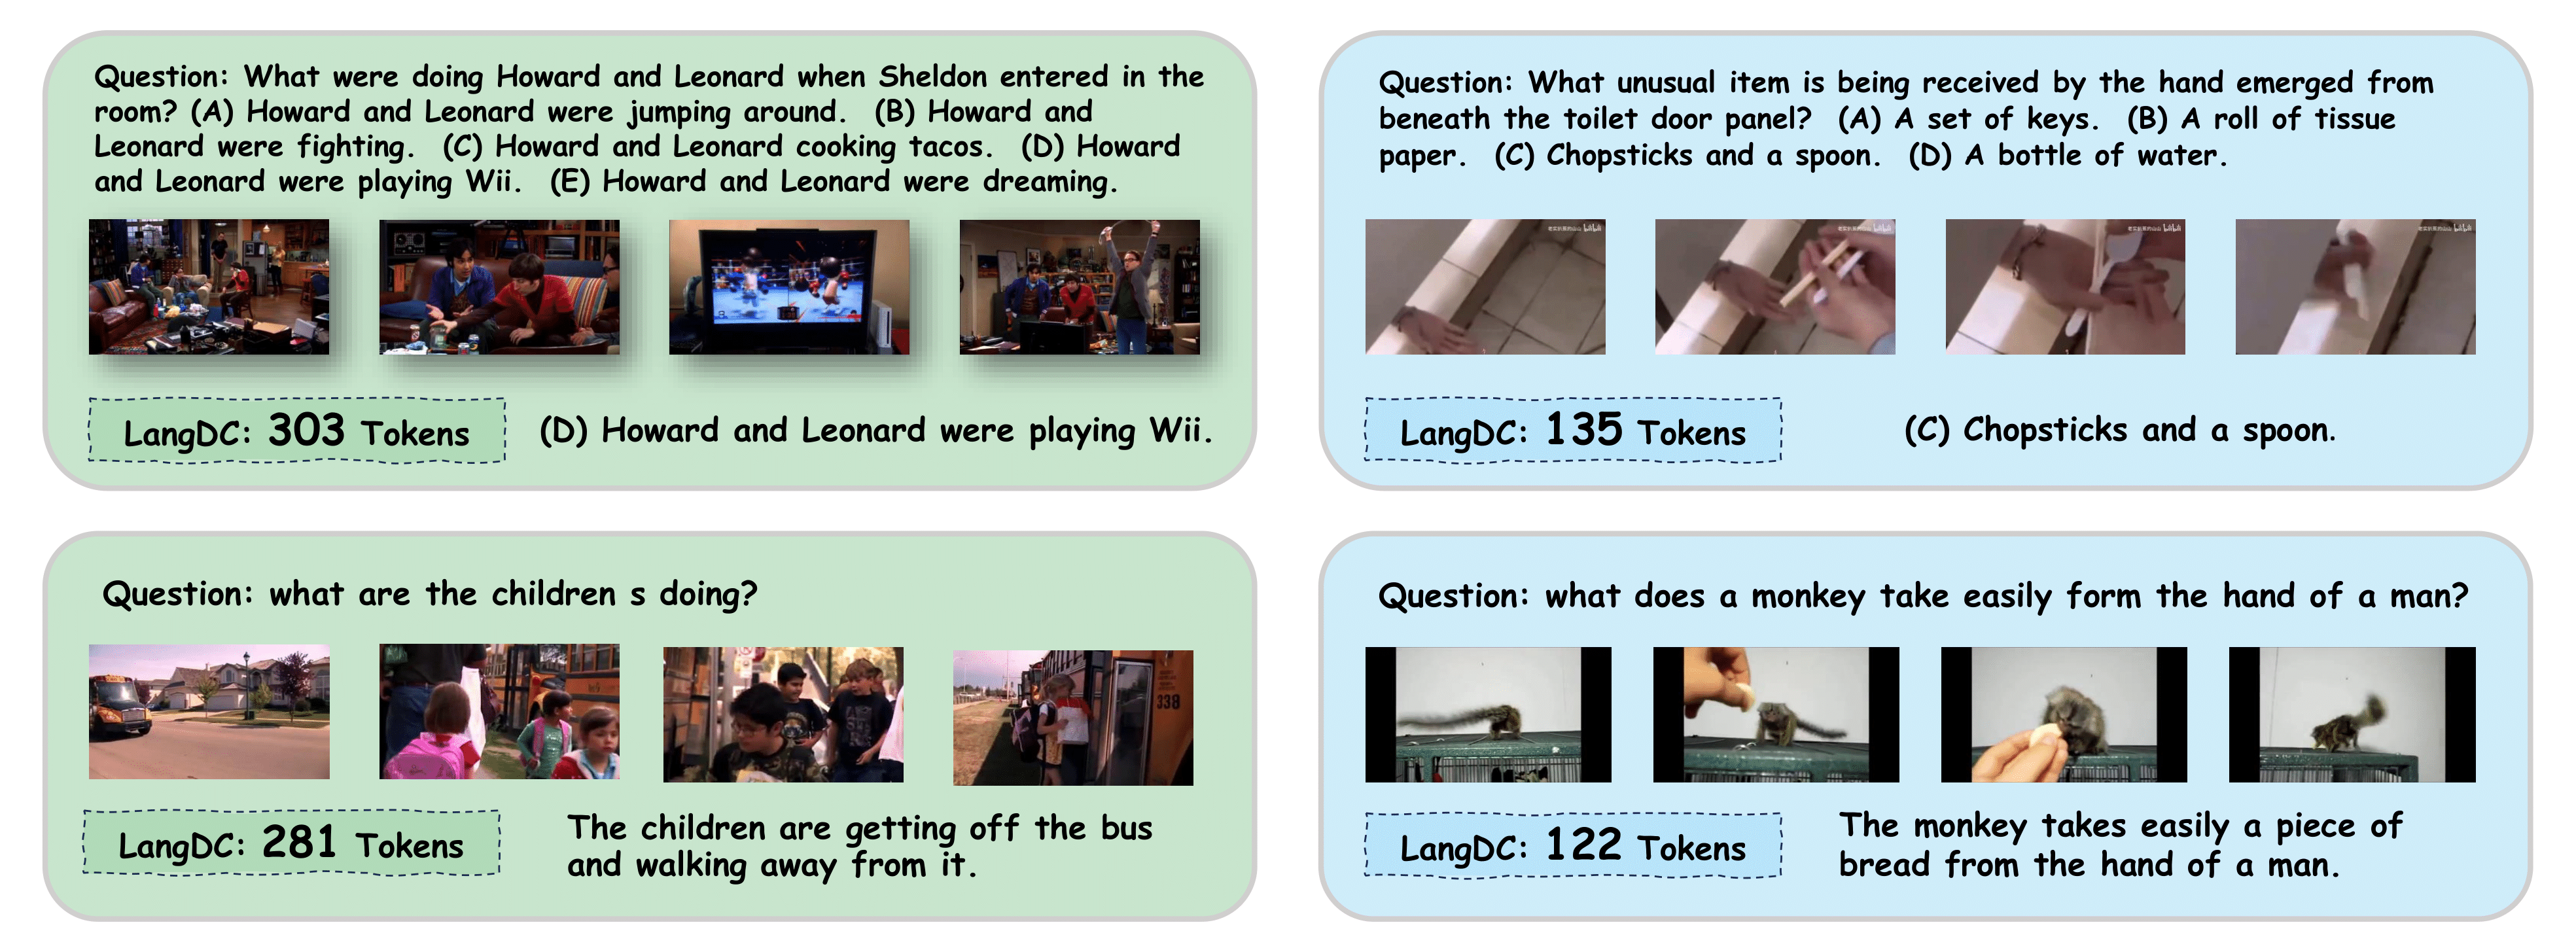 Question: What were doing Howard and Leonard when Sheldon entered in the
room? (A) Howard and Leonard were jumping around. (B) Howard and
Leonard were fighting. (C) Howard and Leonard cooking tacos. (D) Howard
and Leonard were playing Wii. (E) Howard and Leonard were dreaming.
LangDC: 303 Tokens
(D) Howard and Leonard were playing Wii.
Question: What unusual item is being received by the hand emerged from
beneath the toilet door panel? (A) A set of keys. (B) A roll of tissue
paper. (C) Chopsticks and a spoon. (D) A bottle of water.
bilibili
bilibili
bilibili
bilibili
LangDC: 135 Tokens
(C) Chopsticks and a spoon.
Question: what are the children s doing?
338
LangDC: 281 Tokens
The children are getting off the bus
and walking away from it.
Question: what does a monkey take easily form the hand of a man?
LangDC: 122 Tokens
The monkey takes easily a piece of
bread from the hand of a man.